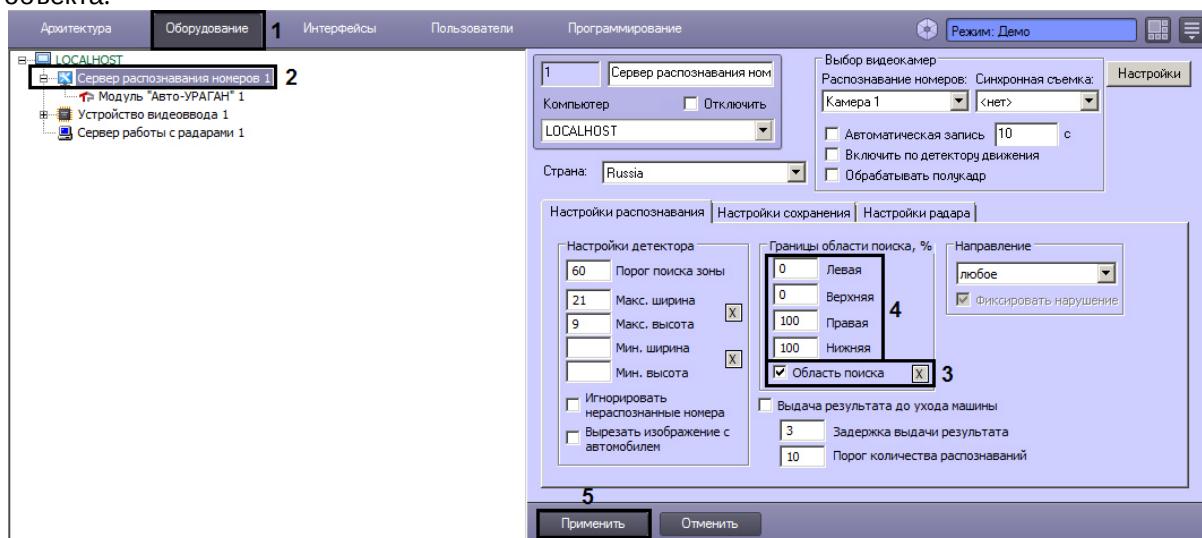 объекта.
Архитектура Оборудование 1 Интерфейсы Пользователи Программирование Режим: Демо
LOCALHOST
Сервер распознавания номеров 1 2
Модуль "Авто-УРАГАН" 1
Устройство видеоввода 1
Сервер работы с радарами 1
1 Сервер распознавания ном
Компьютер Отключить
LOCALHOST
Страна: Russia
Выбор видеокамер
Распознавание номеров: Синхронная съемка:
Камера 1 <нет>
Автоматическая запись 10 с
Включить по детектору движения
Обрабатывать полукадр
Настройки
Настройки распознавания Настройки сохранения Настройки радара
Настройки детектора
60 Порог поиска зоны
21 Макс. ширина
X
9 Макс. высота
Мин. ширина
X
Мин. высота
Игнорировать
нераспознанные номера
Вырезать изображение с
автомобилем
Границы области поиска, %
0 Левая
0 Верхняя
4
100 Правая
100 Нижняя
Область поиска X 3
Направление
любое
Фиксировать нарушение
Выдача результата до ухода машины
3 Задержка выдачи результата
10 Порог количества распознаваний
5
Применить Отменить